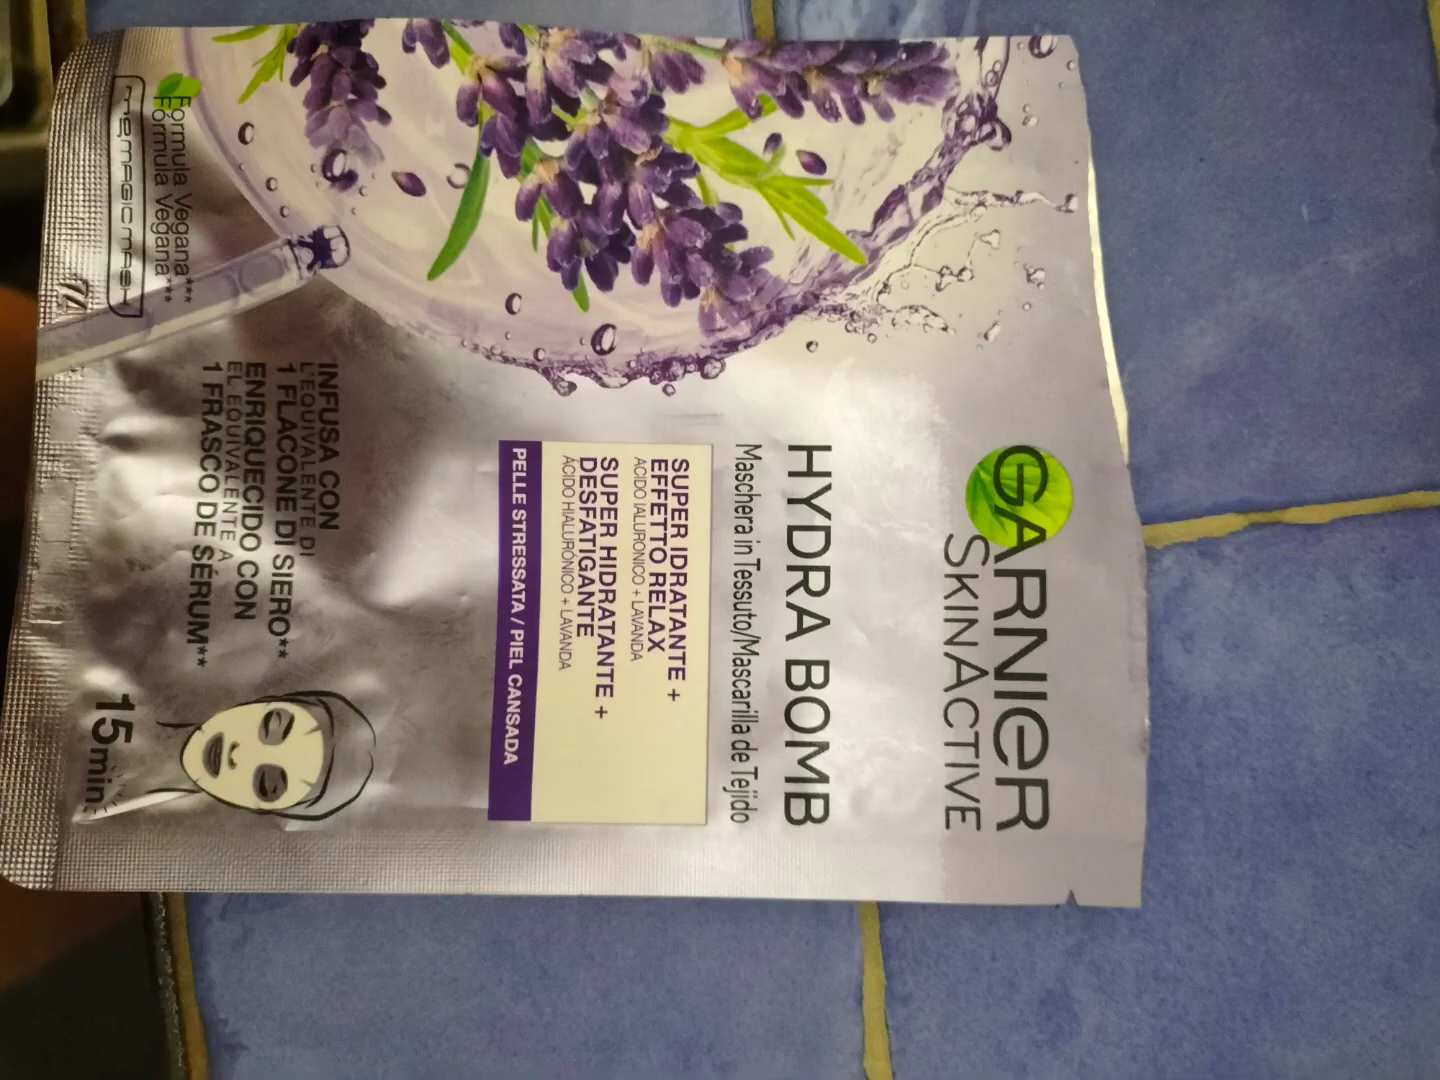 GARNIER
SKINACTIVE
HYDRA BOMB
Maschera in Tessuto/Mascarilla de Tejido
SUPER IDRATANTE +
EFFETTO RELAX
ACIDO IALURONICO + LAVANDA
SUPER HIDRATANTE +
DESFATIGANTE
ÁCIDO HIALURÓNICO + LAVANDA
PELLE STRESSATA / PIEL CANSADA
INFUSA CON
L'EQUIVALENTE DI
1 FLACONE DI SIERO**
ENRIQUECIDO CON
EL EQUIVALENTE A
1 FRASCO DE SÉRUM**
Formula Vegana***
Fórmula Vegana***
MAMAGICMASK
15min.